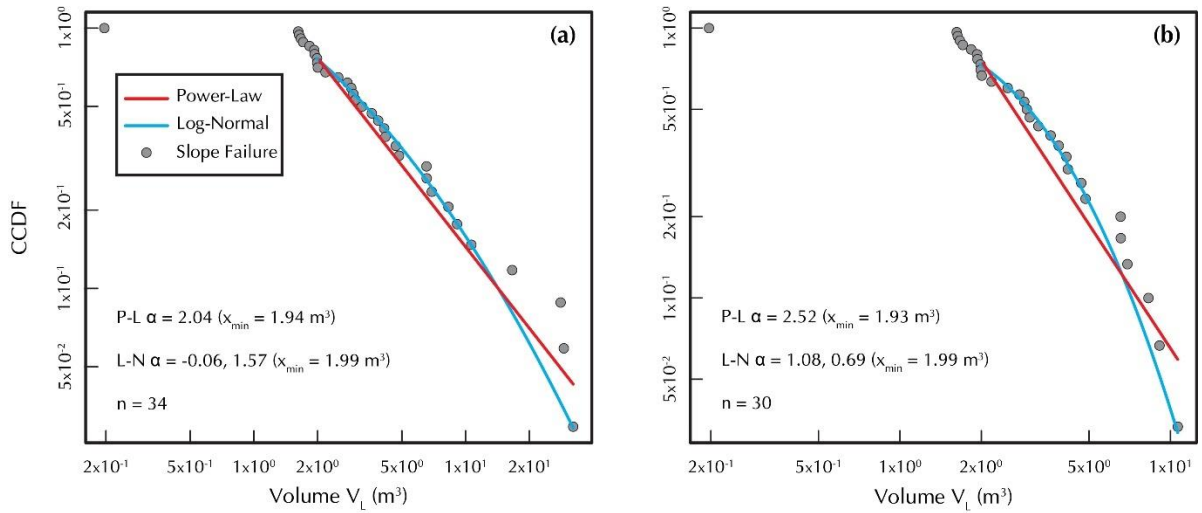 (a)
1x10⁰
5x10⁻¹
2x10⁻¹
1x10⁻¹
5x10⁻²
CCDF
Power-Law
Log-Normal
Slope Failure
P-L α = 2.04 (xmin = 1.94 m³)
L-N α = -0.06, 1.57 (xmin = 1.99 m³)
n = 34
2x10⁻¹
5x10⁻¹
1x10⁰
2x10⁰
5x10⁰
1x10¹
2x10¹
Volume VL (m³)
(b)
1x10⁰
5x10⁻¹
2x10⁻¹
1x10⁻¹
5x10⁻²
P-L α = 2.52 (xmin = 1.93 m³)
L-N α = 1.08, 0.69 (xmin = 1.99 m³)
n = 30
2x10⁻¹
5x10⁻¹
1x10⁰
2x10⁰
5x10⁰
1x10¹
Volume VL (m³)